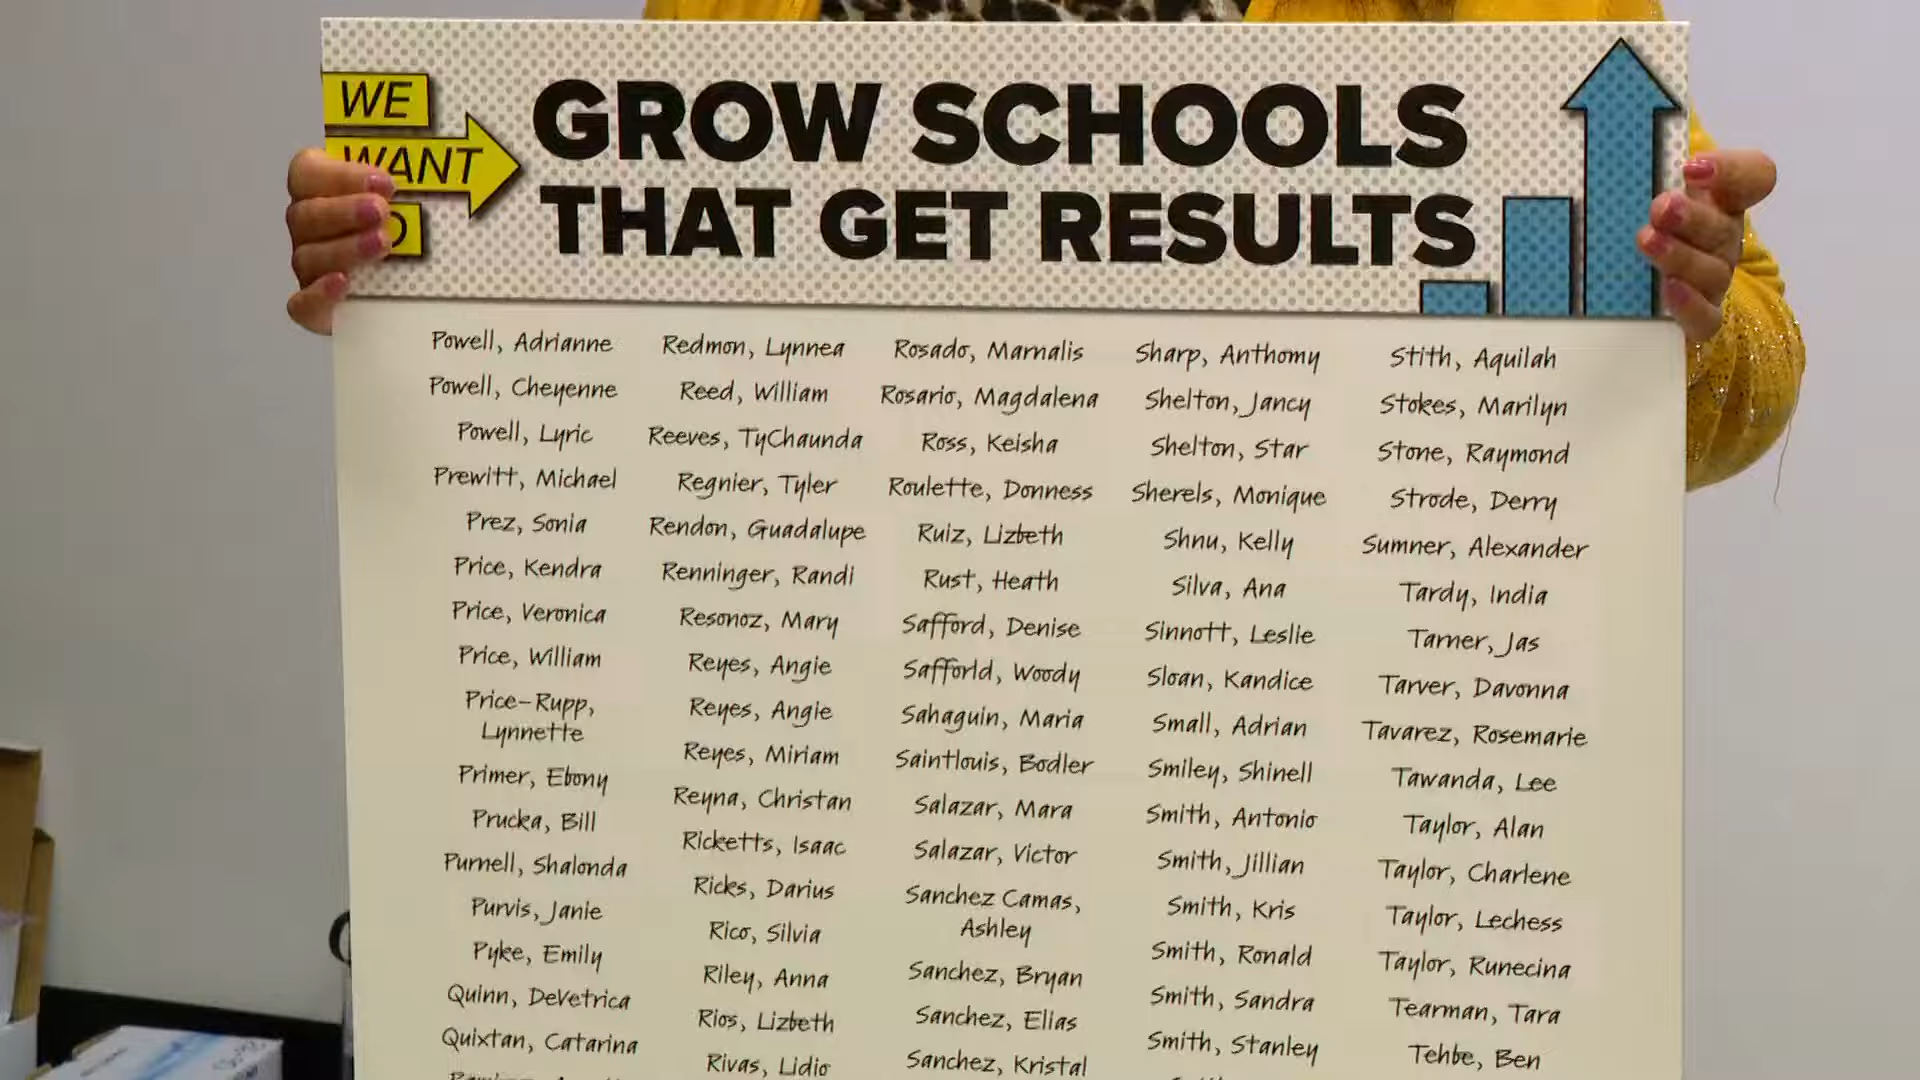 WE
WANT
GROW SCHOOLS
THAT GET RESULTS
Powell, Adrianne
Powell, Cheyenne
Powell, Lyric
Prewitt, Michael
Prez, Sonia
Price, Kendra
Price, Veronica
Price, William
Price-Rupp,
Lynnette
Primer, Ebony
Prucka, Bill
Purnell, Shalonda
Purvis, Janie
Pyke, Emily
Quinn, DeVetrica
Quixtan, Catarina
Redmon, Lynnea
Reed, William
Reeves, TyChaunda
Regnier, Tyler
Rendon, Guadalupe
Renninger, Randi
Resonoz, Mary
Reyes, Angie
Reyes, Angie
Reyes, Miriam
Reyna, Christan
Ricketts, Isaac
Ricks, Darius
Rico, Silvia
Riley, Anna
Rios, Lizbeth
Rivas, Lidio
Rosado, Marnalis
Rosario, Magdalena
Ross, Keisha
Roulette, Donness
Ruiz, Lizbeth
Rust, Heath
Safford, Denise
Safforld, Woody
Sahaguin, Maria
Saintlouis, Bodler
Salazar, Mara
Salazar, Victor
Sanchez Camas,
Ashley
Sanchez, Bryan
Sanchez, Elias
Sanchez, Kristal
Sharp, Anthomy
Shelton, Jancy
Shelton, Star
Sherels, Monique
Shnu, Kelly
Silva, Ana
Sinnott, Leslie
Sloan, Kandice
Small, Adrian
Smiley, Shinell
Smith, Antonio
Smith, Jillian
Smith, Kris
Smith, Ronald
Smith, Sandra
Smith, Stanley
Stith, Aquilah
Stokes, Marilyn
Stone, Raymond
Strode, Derry
Sumner, Alexander
Tardy, India
Tarner, Jas
Tarver, Davonna
Tavarez, Rosemarie
Tawanda, Lee
Taylor, Alan
Taylor, Charlene
Taylor, Lechess
Taylor, Runecina
Tearman, Tara
Tehbe, Ben